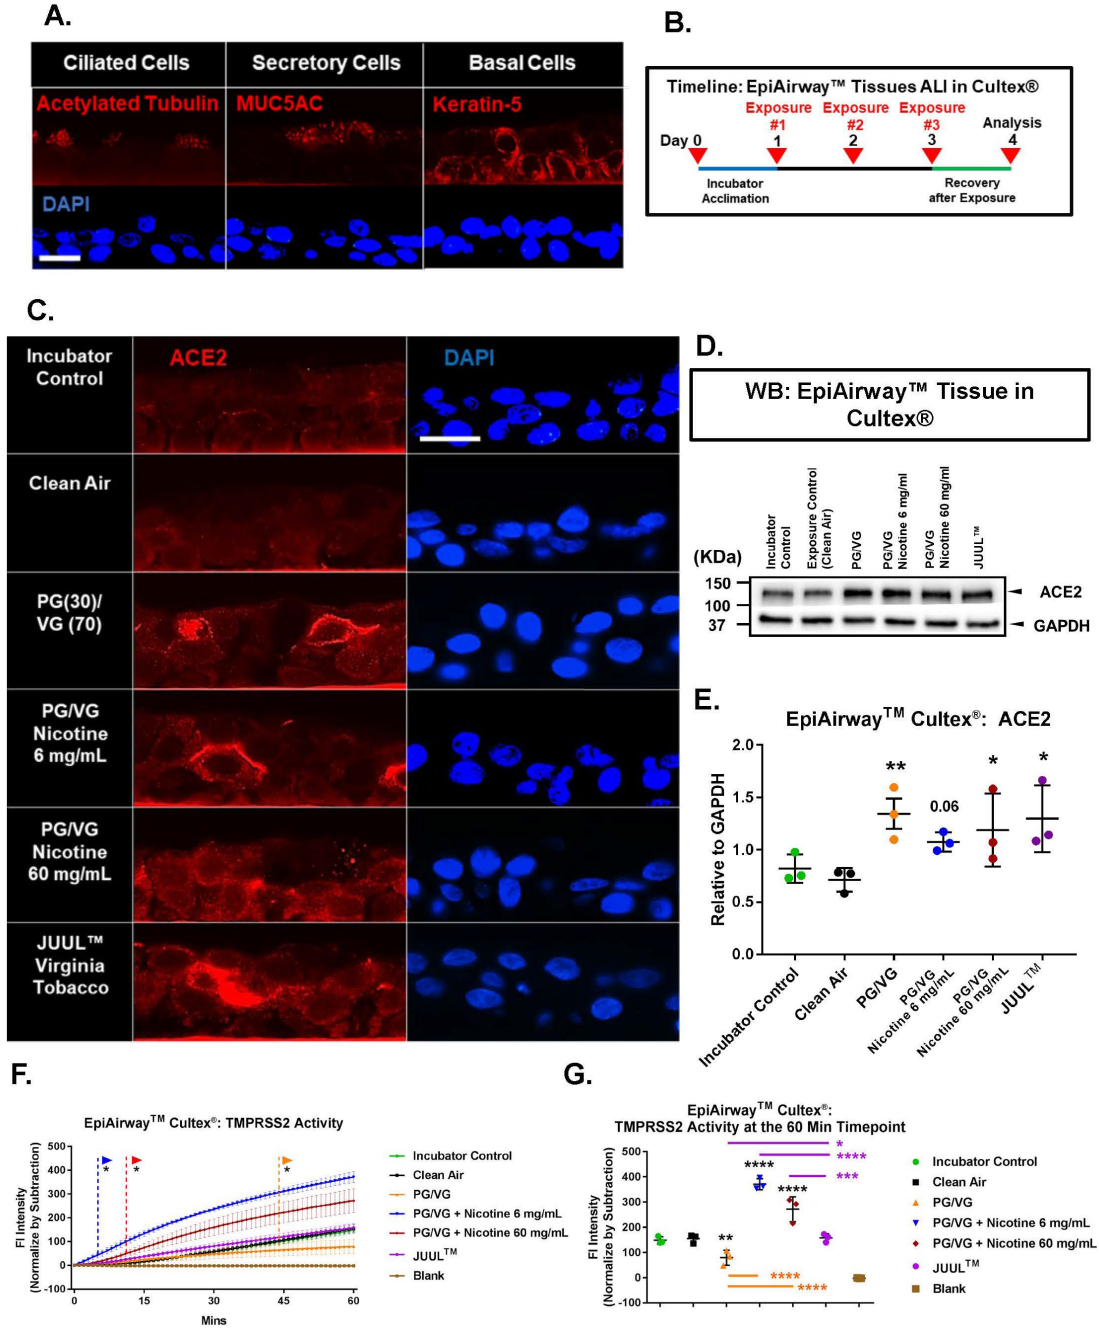 A.
Ciliated Cells
Secretory Cells
Basal Cells
Acetylated Tubulin
MUC5AC
Keratin-5
DAPI
B.
Timeline: EpiAirway™ Tissues ALI in Cultex®
Exposure
#1
Exposure
#2
Exposure
#3
Analysis
Day 0
1
2
3
4
Incubator
Acclimation
Recovery
after Exposure
C.
Incubator
Control
ACE2
DAPI
Clean Air
PG(30)/
VG (70)
PG/VG
Nicotine
6 mg/mL
PG/VG
Nicotine
60 mg/mL
JUUL™
Virginia
Tobacco
D.
WB: EpiAirway™ Tissue in
Cultex®
Incubator
Control
Exposure Control
(Clean Air)
PG/VG
PG/VG
Nicotine 6 mg/ml
PG/VG
Nicotine 60 mg/ml
JUUL™
(KDa)
150
100
37
ACE2
GAPDH
E.
EpiAirway™ Cultex®: ACE2
Relative to GAPDH
2.0
1.5
1.0
0.5
0.0
**
0.06
*
*
Incubator Control
Clean Air
PG/VG
PG/VG
Nicotine 6 mg/mL
PG/VG
Nicotine 60 mg/mL
JUUL™
F.
EpiAirway™ Cultex®: TMPRSS2 Activity
FI Intensity
(Normalize by Subtraction)
500
400
300
200
100
0
-100
*
*
*
0
15
30
45
60
Mins
Incubator Control
Clean Air
PG/VG
PG/VG + Nicotine 6 mg/mL
PG/VG + Nicotine 60 mg/mL
JUUL™
Blank
G.
EpiAirway™ Cultex®:
TMPRSS2 Activity at the 60 Min Timepoint
FI Intensity
(Normalize by Subtraction)
500
400
300
200
100
0
-100
*
****
***
****
****
**
****
****
Incubator Control
Clean Air
PG/VG
PG/VG + Nicotine 6 mg/mL
PG/VG + Nicotine 60 mg/mL
JUUL™
Blank